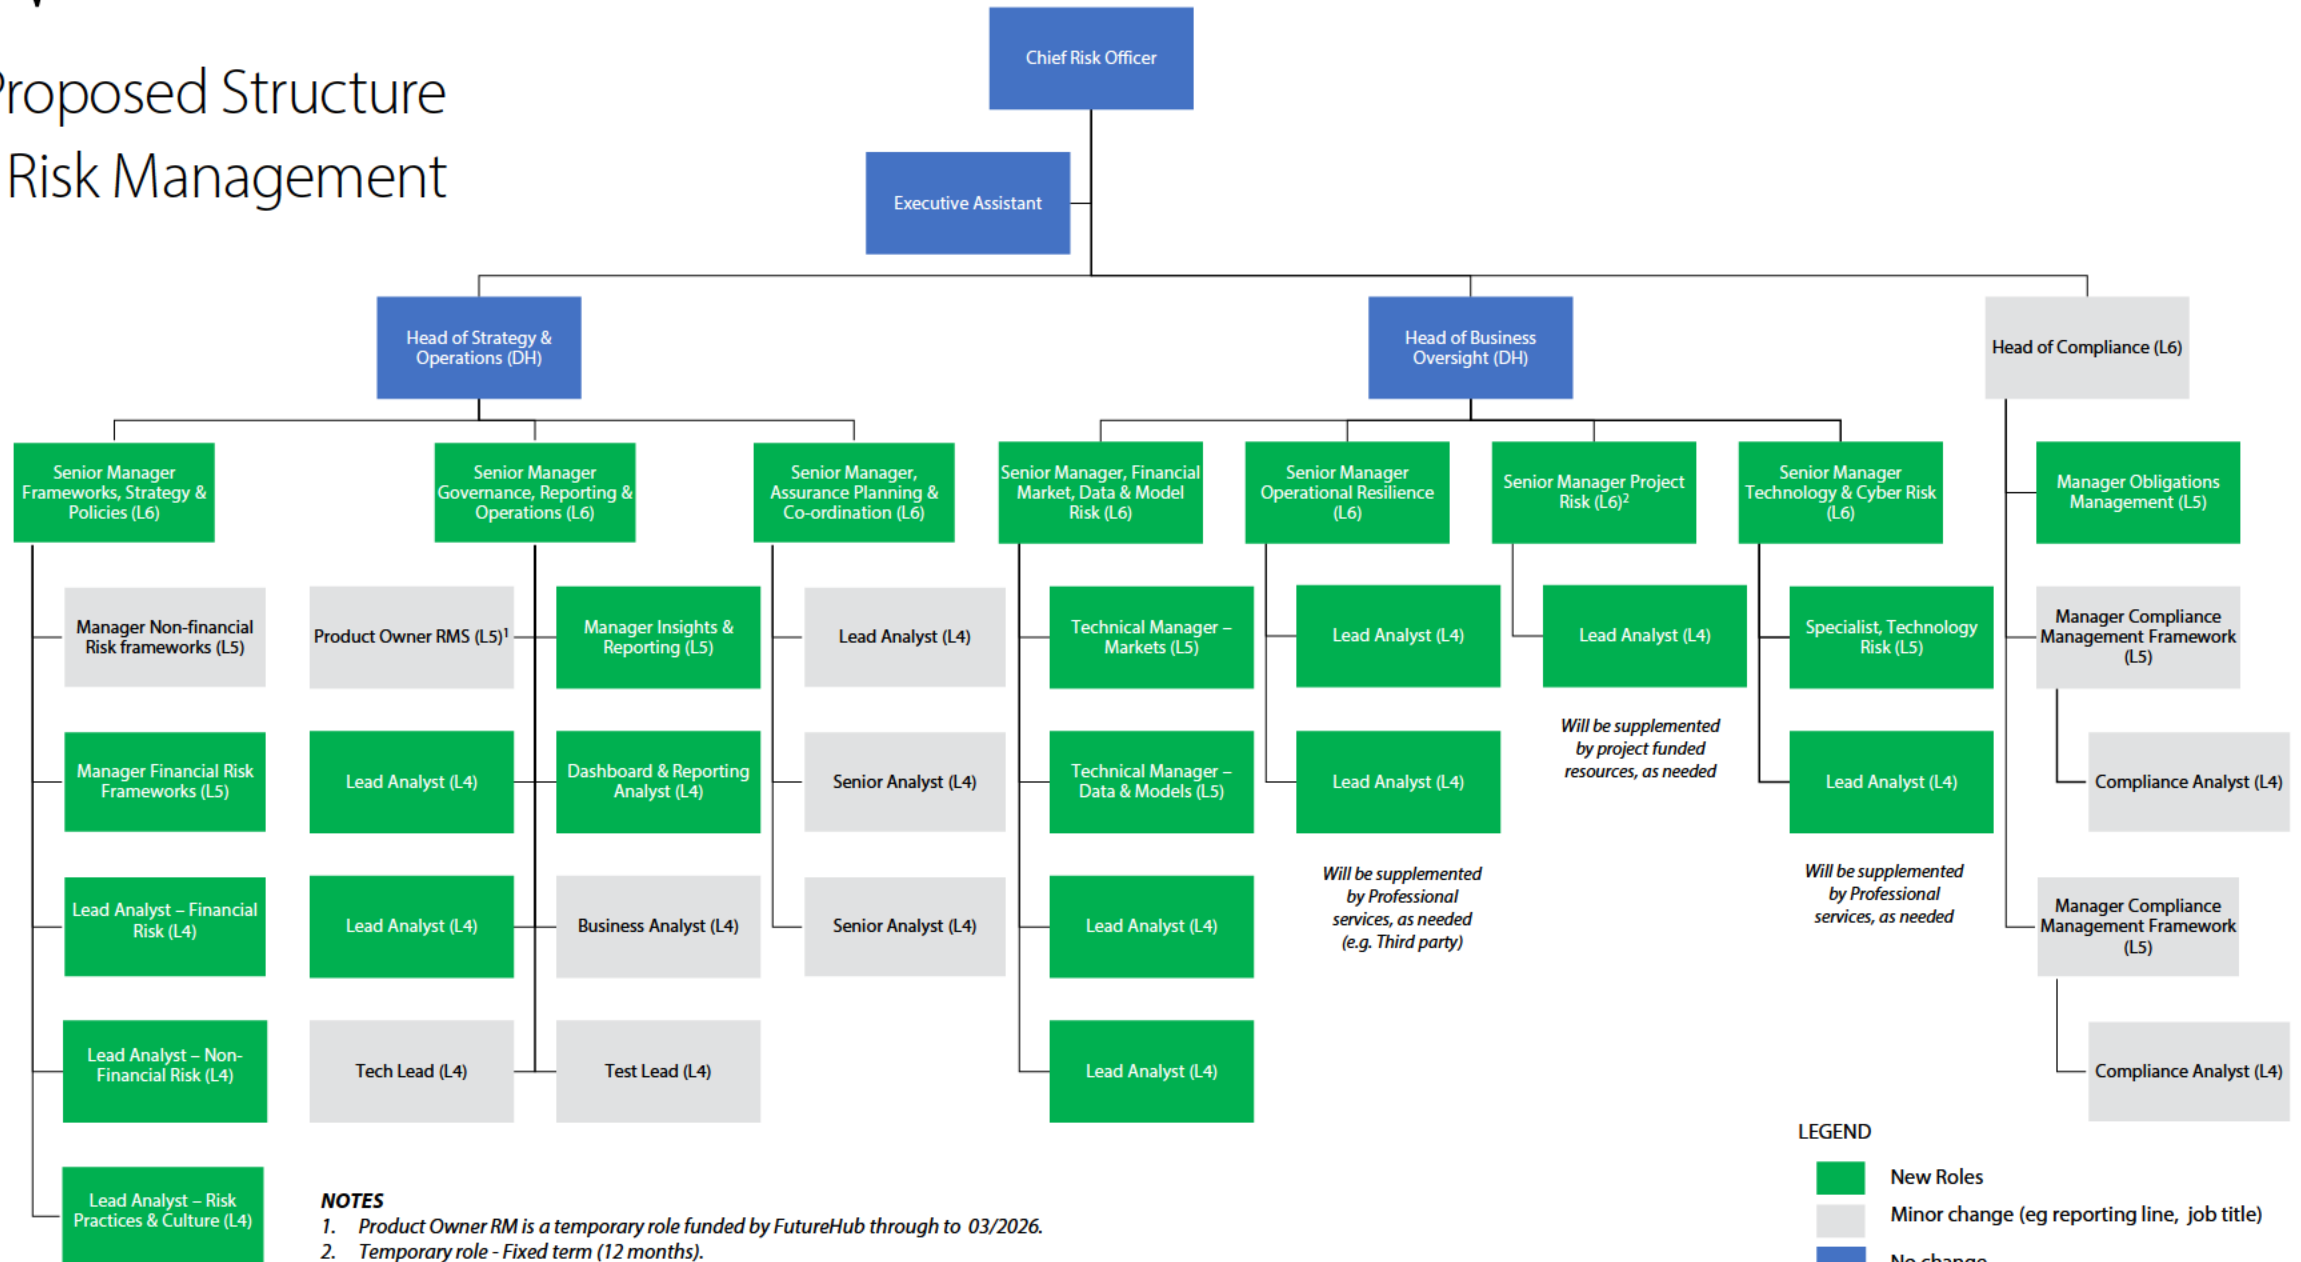 Proposed Structure
Risk Management
Chief Risk Officer
Executive Assistant
Head of Strategy &
Operations (DH)
Head of Business
Oversight (DH)
Head of Compliance (L6)
Senior Manager
Frameworks, Strategy &
Policies (L6)
Senior Manager
Governance, Reporting &
Operations (L6)
Senior Manager,
Assurance Planning &
Co-ordination (L6)
Senior Manager, Financial
Market, Data & Model
Risk (L6)
Senior Manager
Operational Resilience
(L6)
Senior Manager Project
Risk (L6)2
Senior Manager
Technology & Cyber Risk
(L6)
Manager Obligations
Management (L5)
Manager Non-financial
Risk frameworks (L5)
Product Owner RMS (L5)1
Manager Insights &
Reporting (L5)
Lead Analyst (L4)
Technical Manager –
Markets (L5)
Lead Analyst (L4)
Lead Analyst (L4)
Specialist, Technology
Risk (L5)
Manager Compliance
Management Framework
(L5)
Manager Financial Risk
Frameworks (L5)
Lead Analyst (L4)
Dashboard & Reporting
Analyst (L4)
Senior Analyst (L4)
Technical Manager –
Data & Models (L5)
Lead Analyst (L4)
Will be supplemented
by project funded
resources, as needed
Lead Analyst (L4)
Compliance Analyst (L4)
Lead Analyst – Financial
Risk (L4)
Lead Analyst (L4)
Business Analyst (L4)
Senior Analyst (L4)
Lead Analyst (L4)
Will be supplemented
by Professional
services, as needed
(e.g. Third party)
Will be supplemented
by Professional
services, as needed
Manager Compliance
Management Framework
(L5)
Lead Analyst – Non-
Financial Risk (L4)
Tech Lead (L4)
Test Lead (L4)
Lead Analyst (L4)
Compliance Analyst (L4)
Lead Analyst – Risk
Practices & Culture (L4)
NOTES
1. Product Owner RM is a temporary role funded by FutureHub through to 03/2026.
2. Temporary role - Fixed term (12 months).
LEGEND
New Roles
Minor change (eg reporting line, job title)
No change